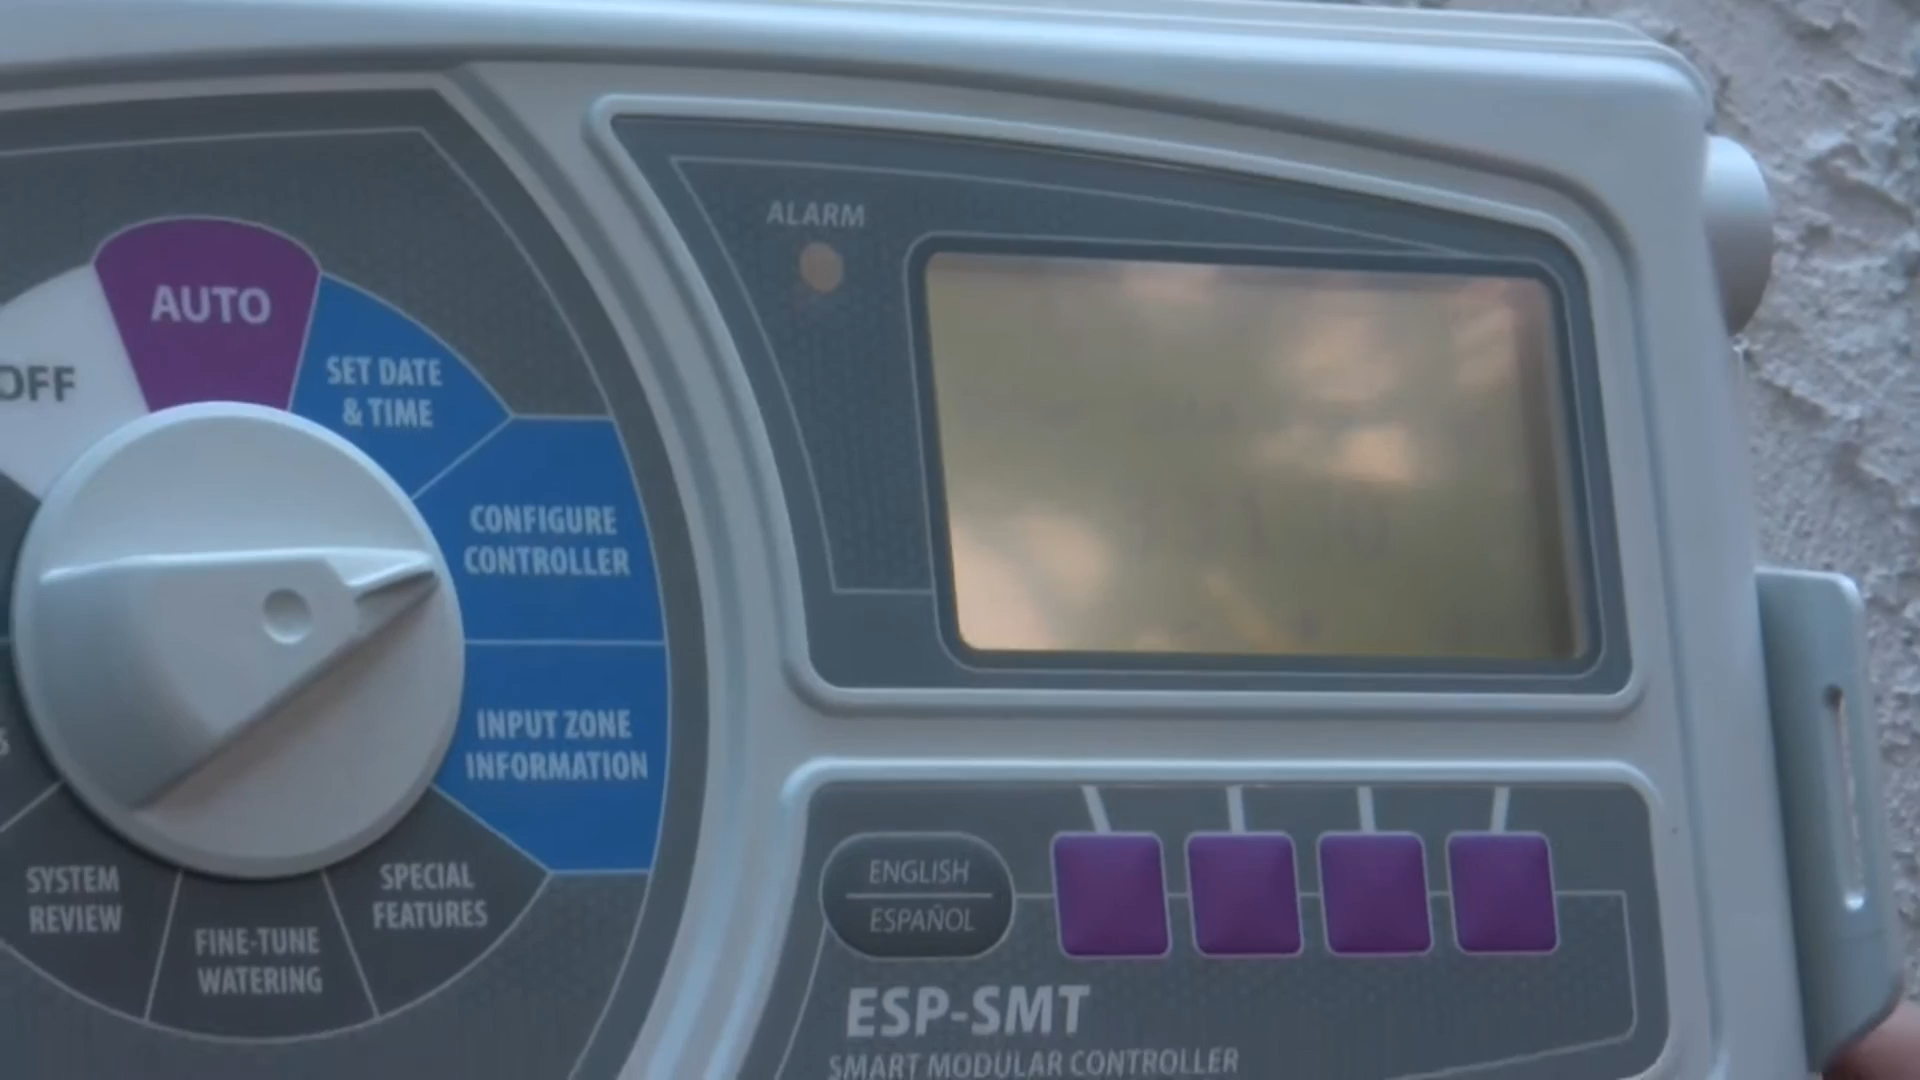 ALARM
AUTO
OFF
SET DATE
& TIME
CONFIGURE
CONTROLLER
INPUT ZONE
INFORMATION
SPECIAL
FEATURES
FINE-TUNE
WATERING
SYSTEM
REVIEW
ENGLISH
ESPAÑOL
ESP-SMT
SMART MODULAR CONTROLLER